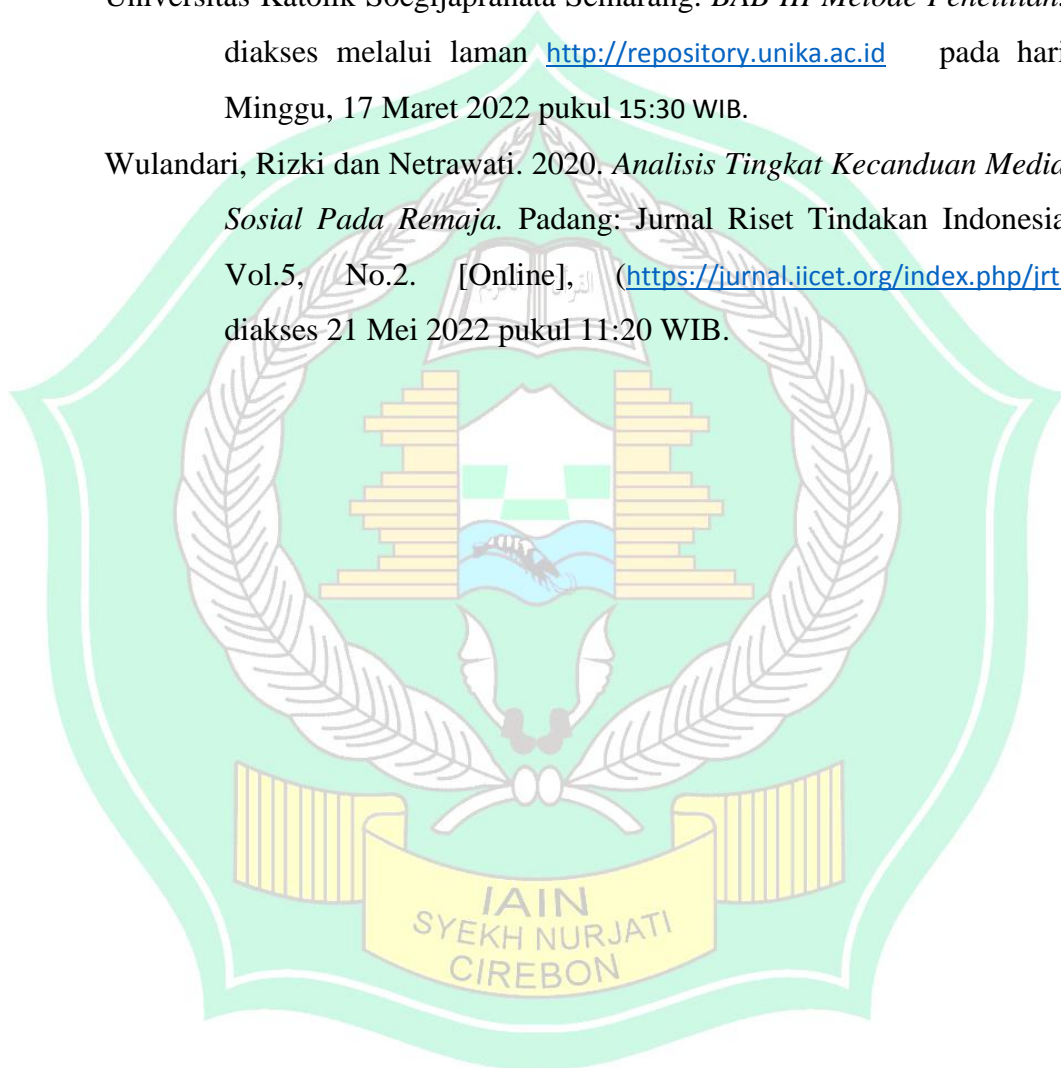 Universitas Katolik Soegijapranata Semarang. BAB III Metode Penelitian.
diakses melalui laman http://repository.unika.ac.id pada hari
Minggu, 17 Maret 2022 pukul 15:30 WIB.
Wulandari, Rizki dan Netrawati. 2020. Analisis Tingkat Kecanduan Media
Sosial Pada Remaja. Padang: Jurnal Riset Tindakan Indonesia
Vol.5, No.2. [Online], (https://jurnal.iicet.org/index.php/jrt
diakses 21 Mei 2022 pukul 11:20 WIB.
IAIN
SYEKH NURJATI
CIREBON